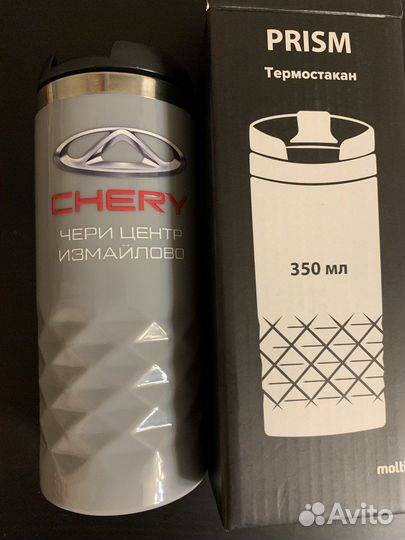 CHERY
ЧЕРИ ЦЕНТР
ИЗМАЙЛОВО
PRISM
Термостакан
350 мл
molti
Avito